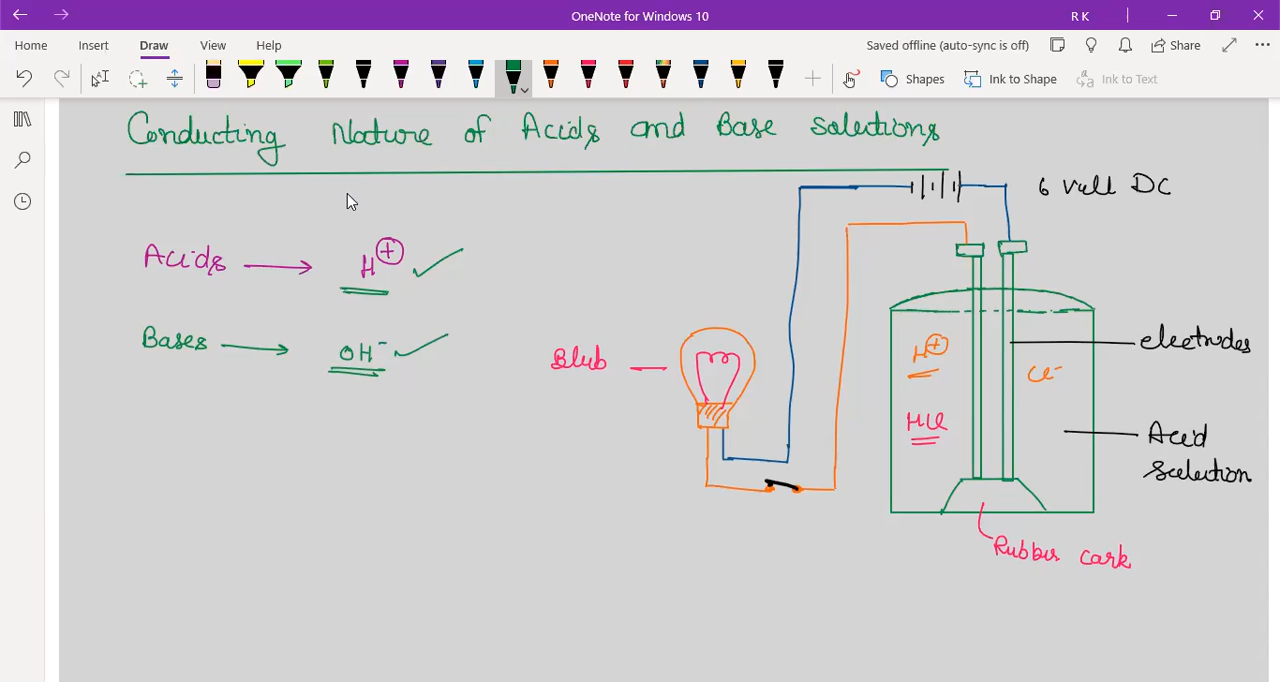 OneNote for Windows 10
R K
Home Insert Draw View Help
Saved offline (auto-sync is off)
Share
Shapes
Ink to Shape
Ink to Text
Conducting Nature of Acids and Base Solutions
6 Volt DC
Acids → H⊕ ✓
Bases → OH⁻ ✓
Blub
H⊕
Cl⁻
HCl
electrodes
Acid
Solution
Rubber cark